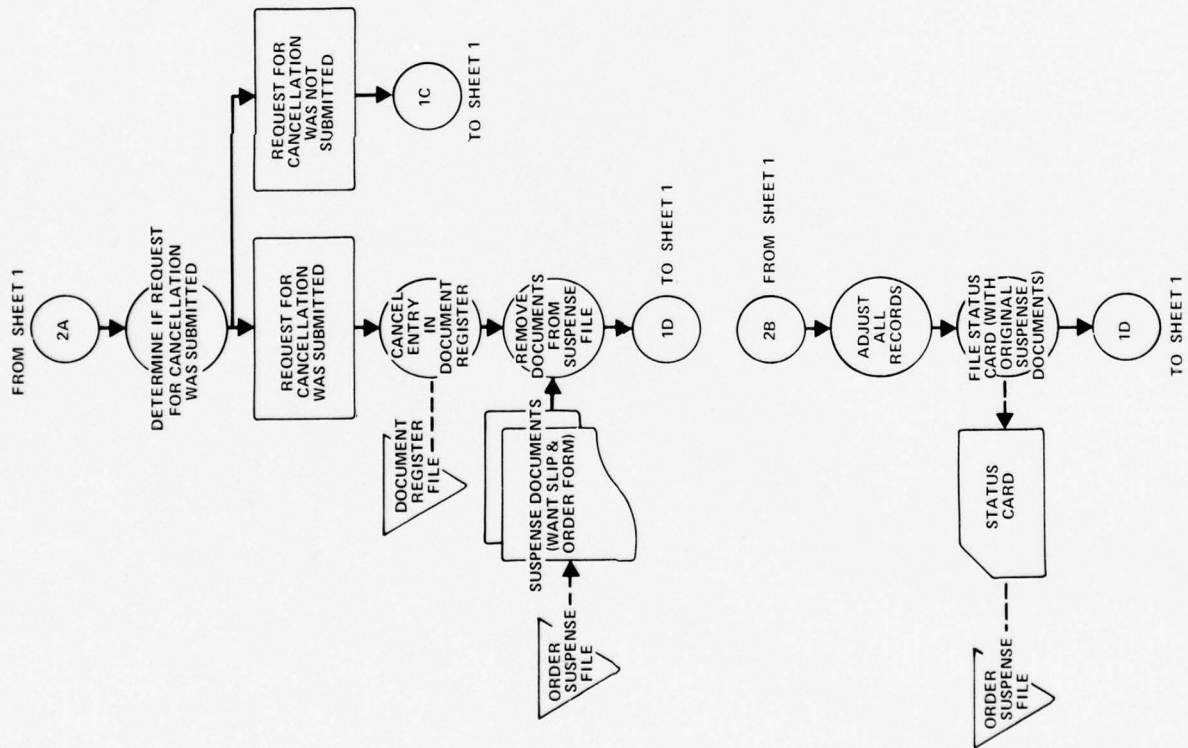 FROM SHEET 1
2A
DETERMINE IF REQUEST
FOR CANCELLATION
WAS SUBMITTED
REQUEST FOR
CANCELLATION
WAS SUBMITTED
REQUEST FOR
CANCELLATION
WAS NOT
SUBMITTED
1C
TO SHEET 1
CANCEL
ENTRY
IN
DOCUMENT
REGISTER
DOCUMENT
REGISTER
FILE
REMOVE
DOCUMENTS
FROM
SUSPENSE
FILE
SUSPENSE DOCUMENTS
(WANT SLIP &
ORDER FORM)
ORDER
SUSPENSE
FILE
1D
TO SHEET 1
2B
FROM SHEET 1
ADJUST
ALL
RECORDS
FILE STATUS
CARD (WITH
ORIGINAL)
SUSPENSE
DOCUMENTS)
STATUS
CARD
ORDER
SUSPENSE
FILE
1D
TO SHEET 1